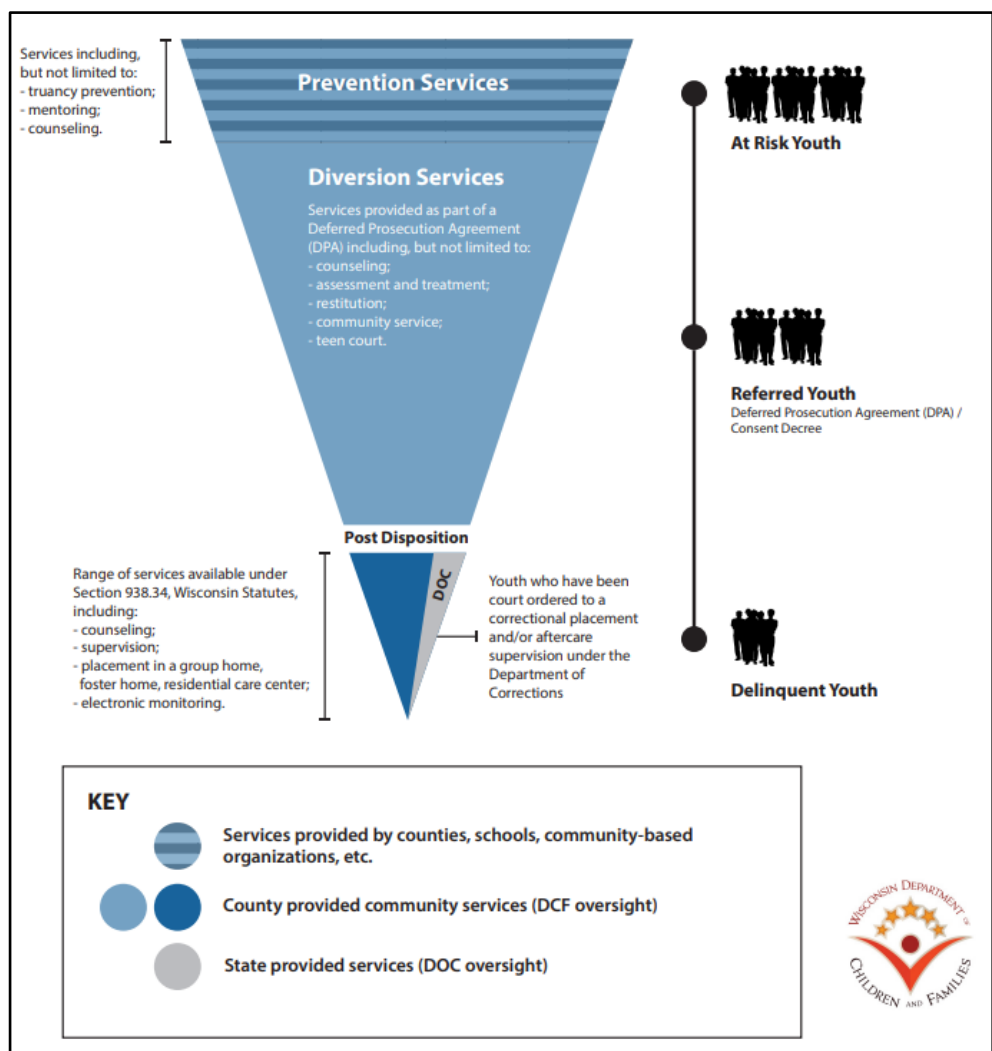 Services including,
but not limited to:
- truancy prevention;
- mentoring;
- counseling.
Prevention Services
At Risk Youth
Diversion Services
Services provided as part of a
Deferred Prosecution Agreement
(DPA) including, but not limited to:
- counseling;
- assessment and treatment;
- restitution;
- community service;
- teen court.
Referred Youth
Deferred Prosecution Agreement (DPA) /
Consent Decree
Post Disposition
Range of services available under
Section 938.34, Wisconsin Statutes,
including:
- counseling;
- supervision;
- placement in a group home,
foster home, residential care center;
- electronic monitoring.
DOC
Youth who have been
court ordered to a
correctional placement
and/or aftercare
supervision under the
Department of
Corrections
Delinquent Youth
KEY
Services provided by counties, schools, community-based
organizations, etc.
County provided community services (DCF oversight)
State provided services (DOC oversight)
WISCONSIN DEPARTMENT OF
CHILDREN AND FAMILIES